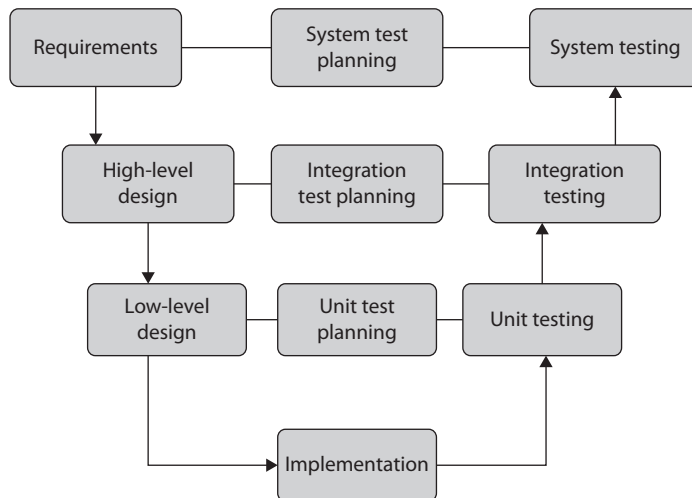 Requirements
System test
planning
System testing
High-level
design
Integration
test planning
Integration
testing
Low-level
design
Unit test
planning
Unit testing
Implementation